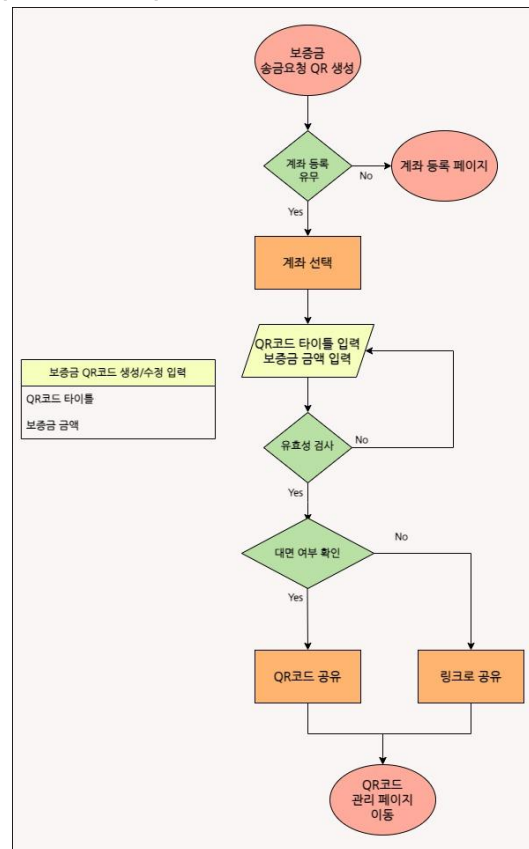 보증금
송금요청 QR 생성
계좌 등록
유무
No
계좌 등록 페이지
Yes
계좌 선택
QR코드 타이틀 입력
보증금 금액 입력
보증금 QR코드 생성/수정 입력
QR코드 타이틀
보증금 금액
유효성 검사
No
Yes
대면 여부 확인
No
Yes
QR코드 공유
링크로 공유
QR코드
관리 페이지
이동